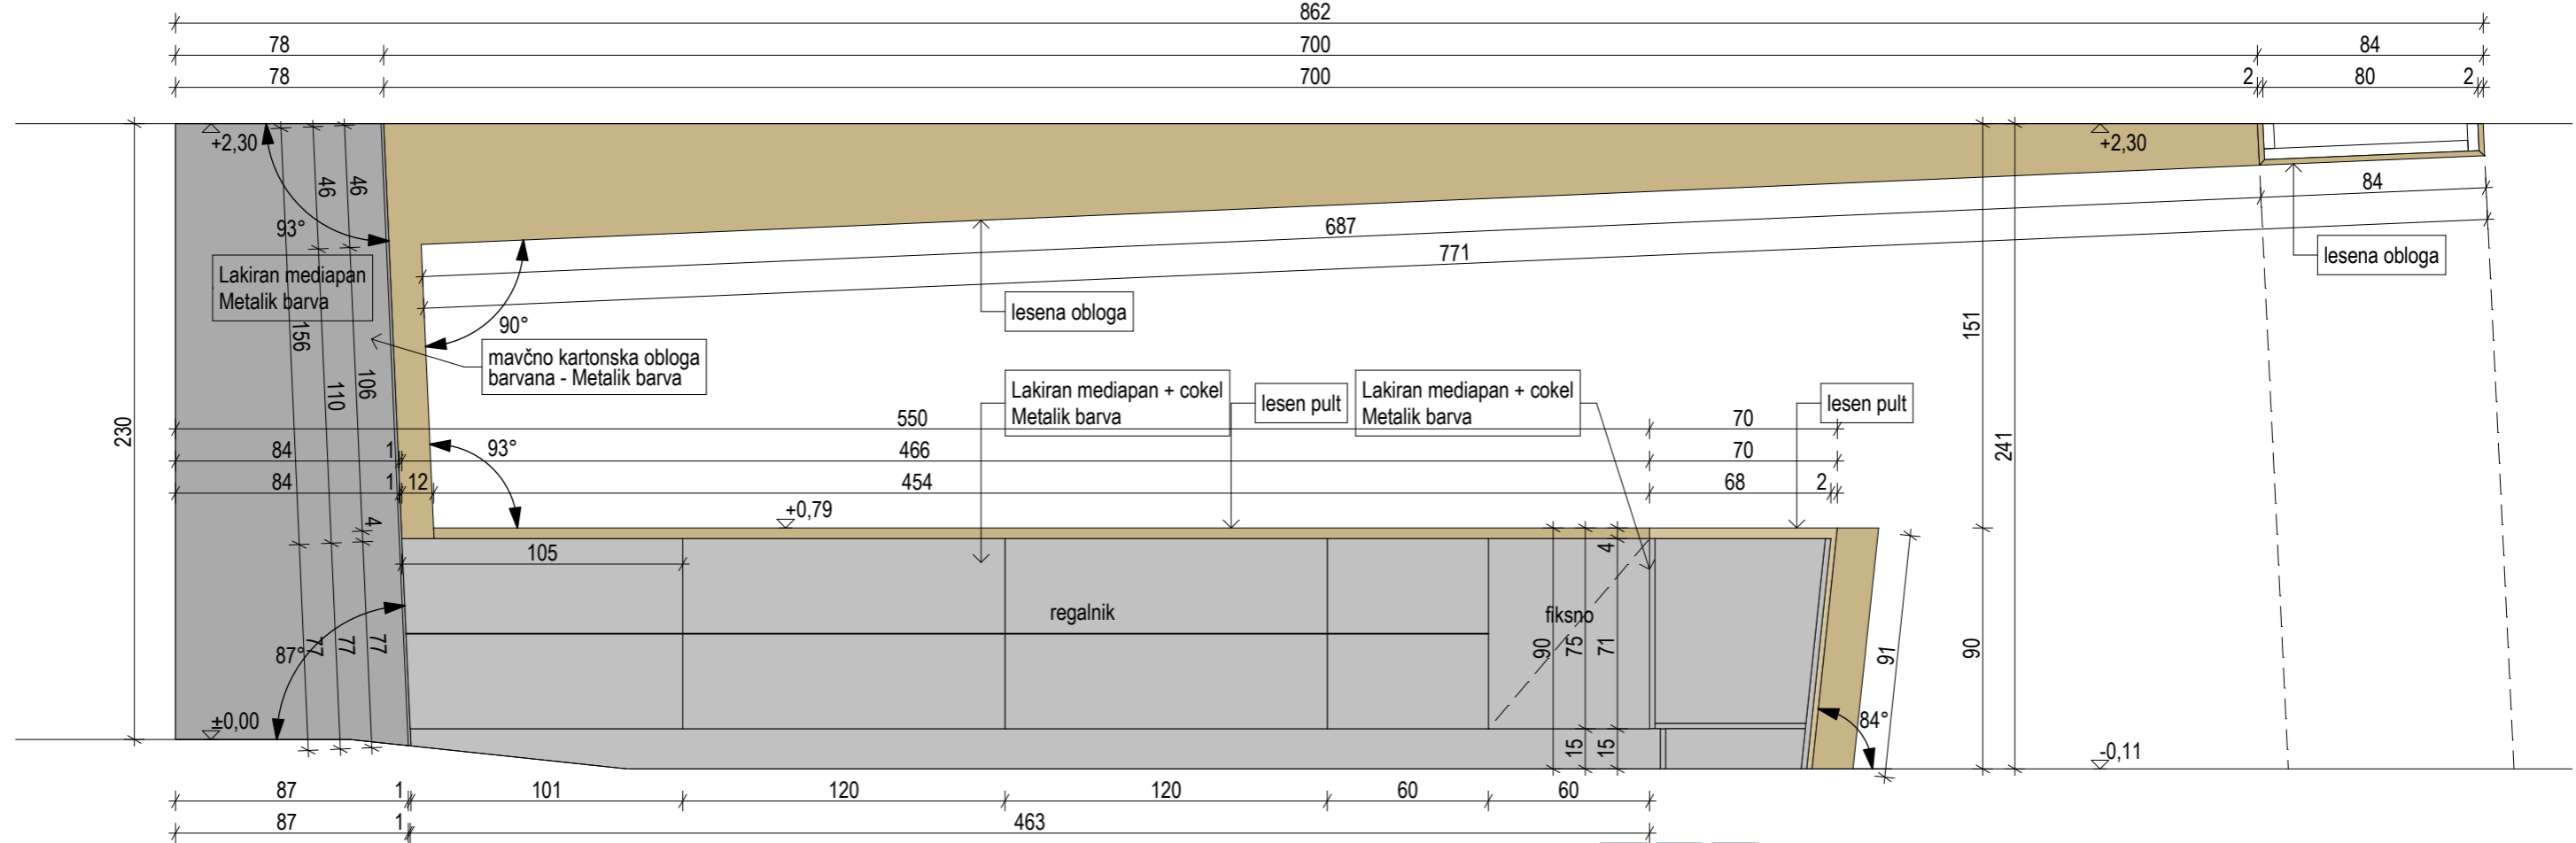 862
78 700 84
78 700 2 80 2
+2,30 +2,30
46 46
84
93°
687
771
lesena obloga
Lakiran mediapan
Metalik barva
lesena obloga
90°
156
151
mavčno kartonska obloga
barvana - Metalik barva
110 106
Lakiran mediapan + cokel
Metalik barva
lesen pult
Lakiran mediapan + cokel
Metalik barva
lesen pult
230
550 70
84 1 93° 466 70
241
84 1 12 454 68 2
4
+0,79
105
4
regalnik
fiksno
90 75 71
91
90
77 77 77
87°
84°
±0,00
15 15
-0,11
87 1 101 120 120 60 60
87 1 463